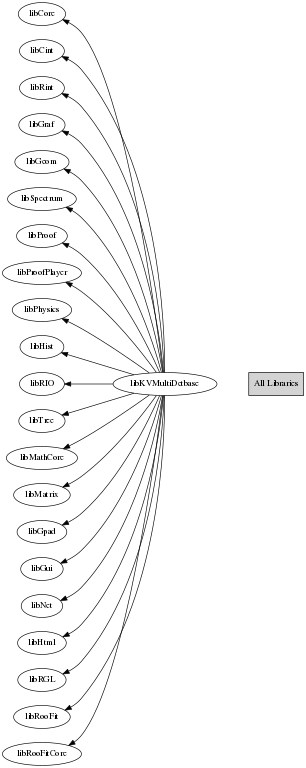 libCore
libCint
libRint
libGraf
libGeom
libSpectrum
libProof
libProofPlayer
libPhysics
libHist
libRIO
libKVMultiDetbase
All Libraries
libTree
libMathCore
libMatrix
libGpad
libGui
libNet
libHtml
libRGL
libRooFit
libRooFitCore